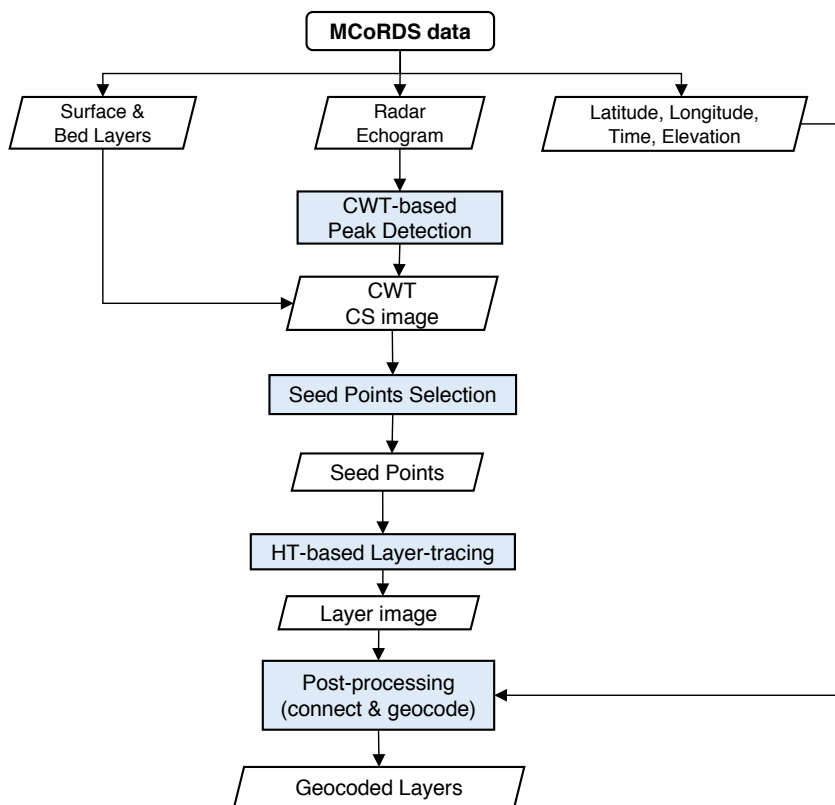 MCoRDS data
Surface &
Bed Layers
Radar
Echogram
Latitude, Longitude,
Time, Elevation
CWT-based
Peak Detection
CWT
CS image
Seed Points Selection
Seed Points
HT-based Layer-tracing
Layer image
Post-processing
(connect & geocode)
Geocoded Layers